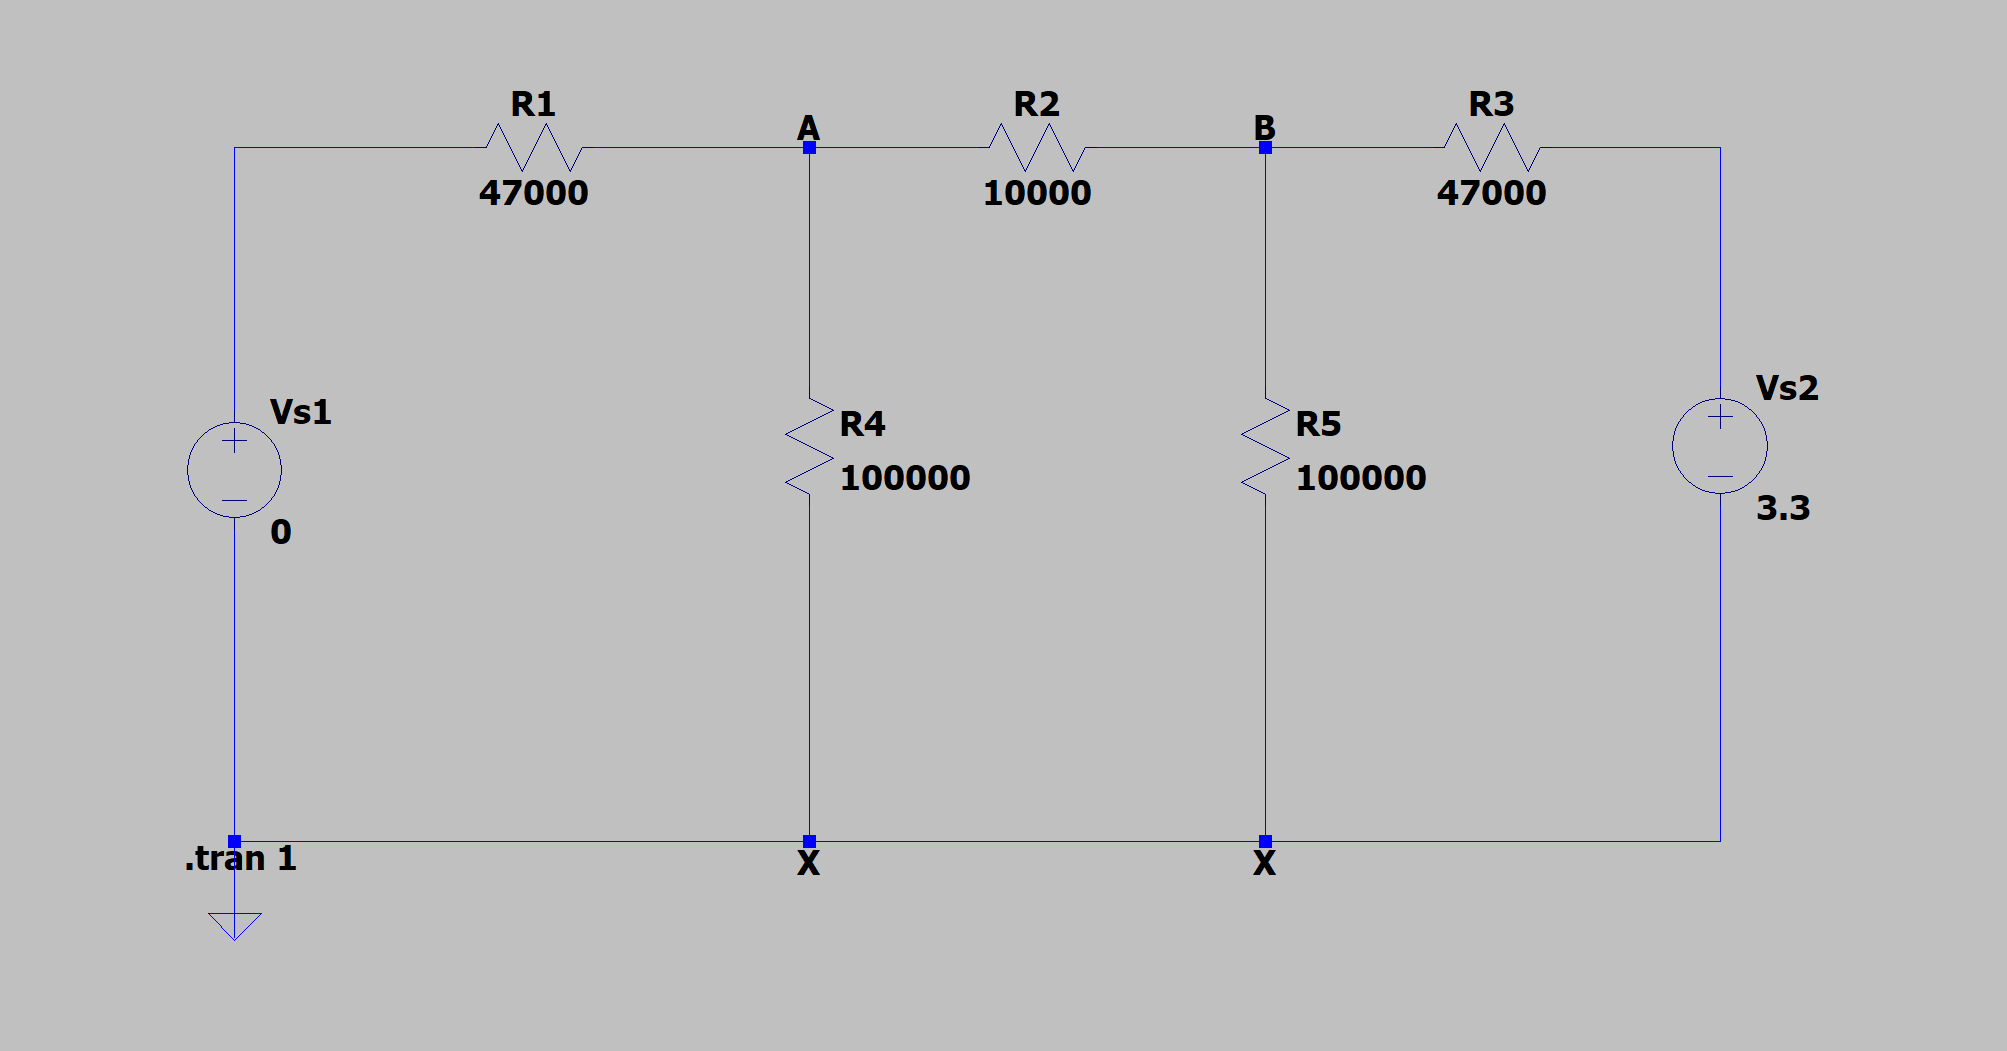 R1
47000
A
R2
10000
B
R3
47000
Vs1
0
R4
100000
R5
100000
Vs2
3.3
.tran 1
X
X